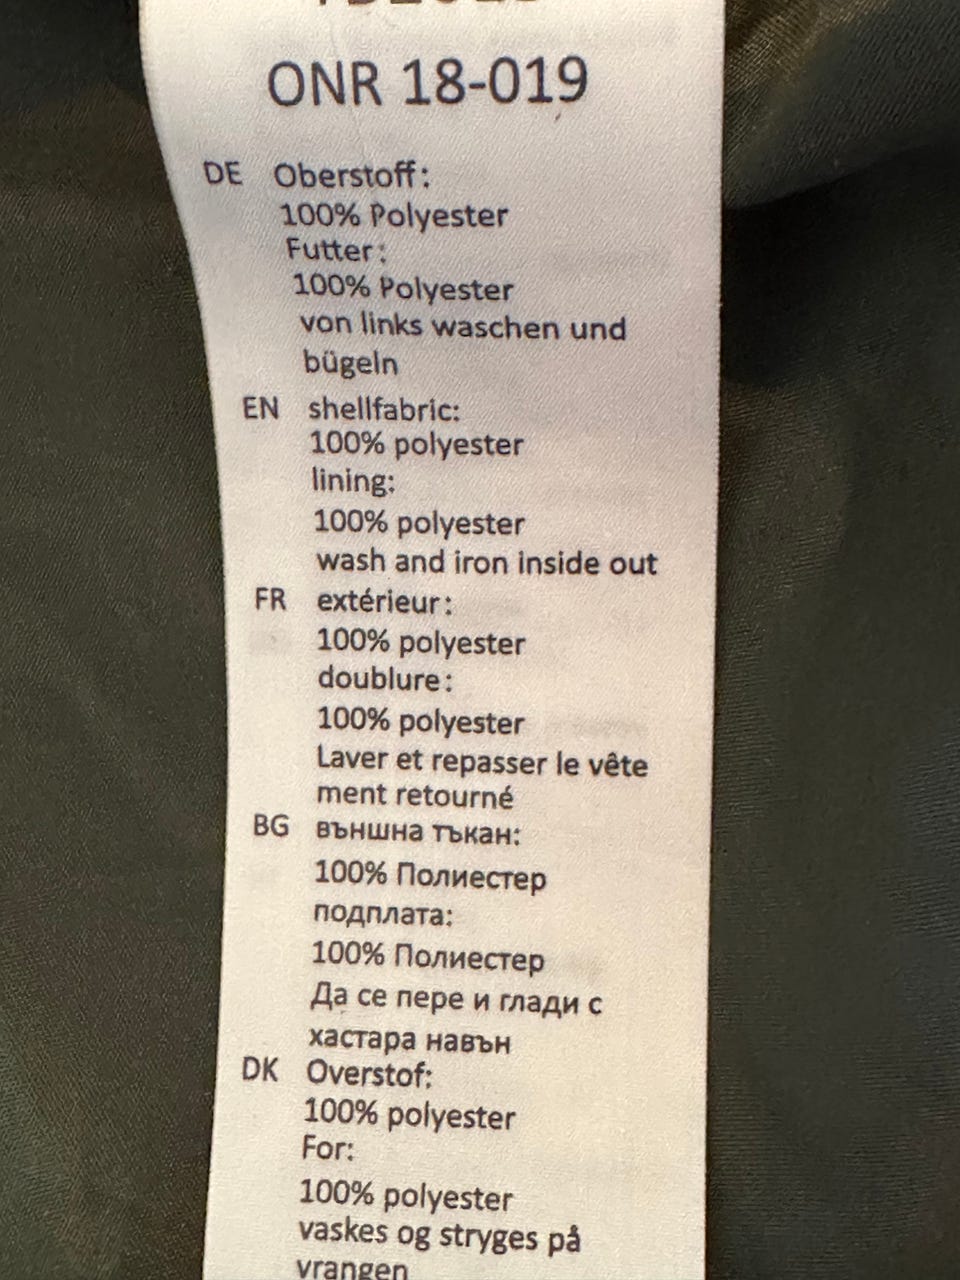 ONR 18-019
DE Oberstoff:
100% Polyester
Futter:
100% Polyester
von links waschen und
bügeln
EN shellfabric:
100% polyester
lining:
100% polyester
wash and iron inside out
FR extérieur:
100% polyester
doublure:
100% polyester
Laver et repasser le vête
ment retourné
BG външна тъкан:
100% Полиестер
подплата:
100% Полиестер
Да се пере и глади с
хастара навън
DK Overstof:
100% polyester
For:
100% polyester
vaskes og stryges på
vrangen